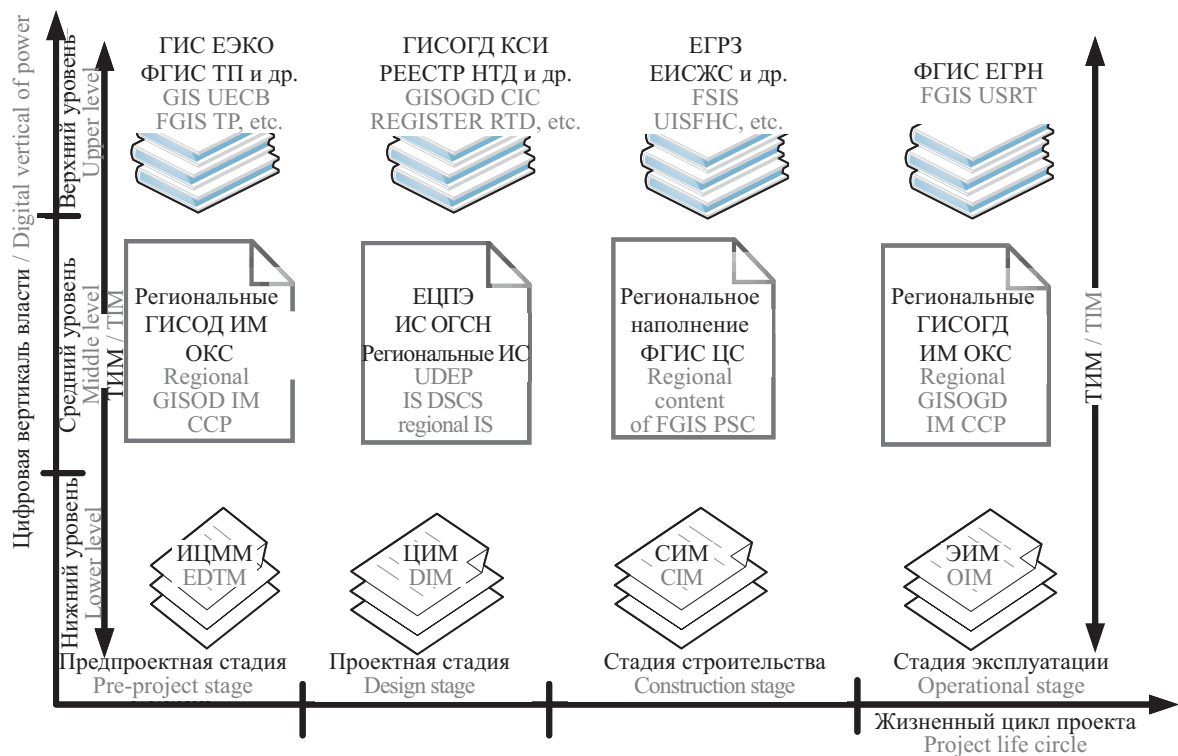 Цифровая вертикаль власти / Digital vertical of power
Верхний уровень
Upper level
Средний уровень
Middle level
Нижний уровень
Lower level
ТИМ / TIM
ГИС ЕЭКО
ФГИС ТП и др.
GIS UECB
FGIS TP, etc.
ГИСОГД КСИ
РЕЕСТР НТД и др.
GISOGD CIC
REGISTER RTD, etc.
ЕГРЗ
ЕИСЖС и др.
FSIS
UISFHC, etc.
ФГИС ЕГРН
FGIS USRT
Региональные
ГИСОД ИМ
ОКС
Regional
GISOD IM
CCP
ЕЦПЭ
ИС ОГСН
Региональные ИС
UDEP
IS DSCS
regional IS
Региональное
наполнение
ФГИС ЦС
Regional
content
of FGIS PSC
Региональные
ГИСОГД
ИМ ОКС
Regional
GISOGD
IM CCP
ТИМ / TIM
ИЦММ
EDTM
ЦИМ
DIM
СИМ
CIM
ЭИМ
OIM
Предпроектная стадия
Pre-project stage
Проектная стадия
Design stage
Стадия строительства
Construction stage
Стадия эксплуатации
Operational stage
Жизненный цикл проекта
Project life circle